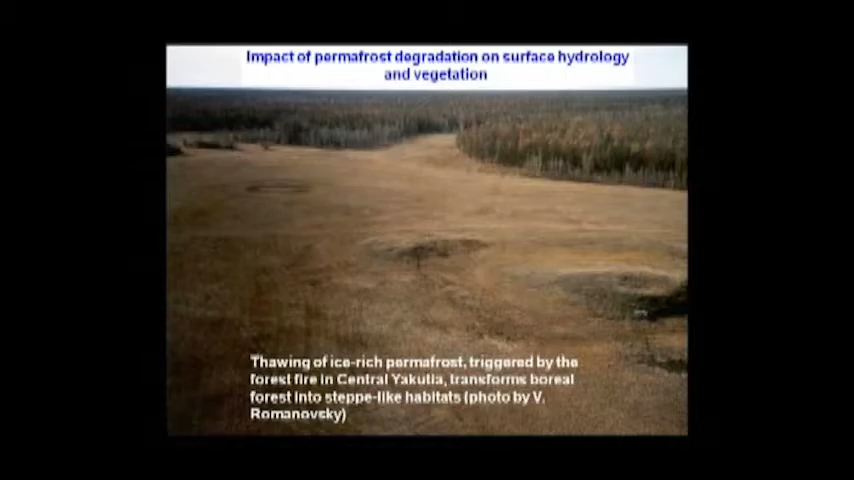 Impact of permafrost degradation on surface hydrology
and vegetation
Thawing of ice-rich permafrost, triggered by the
forest fire in Central Yakutia, transforms boreal
forest into steppe-like habitats (photo by V.
Romanovsky)